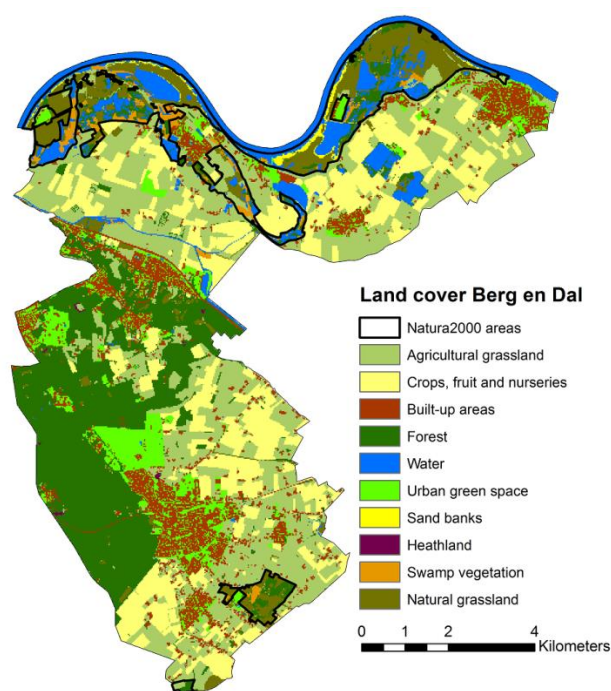 Land cover Berg en Dal
Natura2000 areas
Agricultural grassland
Crops, fruit and nurseries
Built-up areas
Forest
Water
Urban green space
Sand banks
Heathland
Swamp vegetation
Natural grassland
0 1 2 4
Kilometers